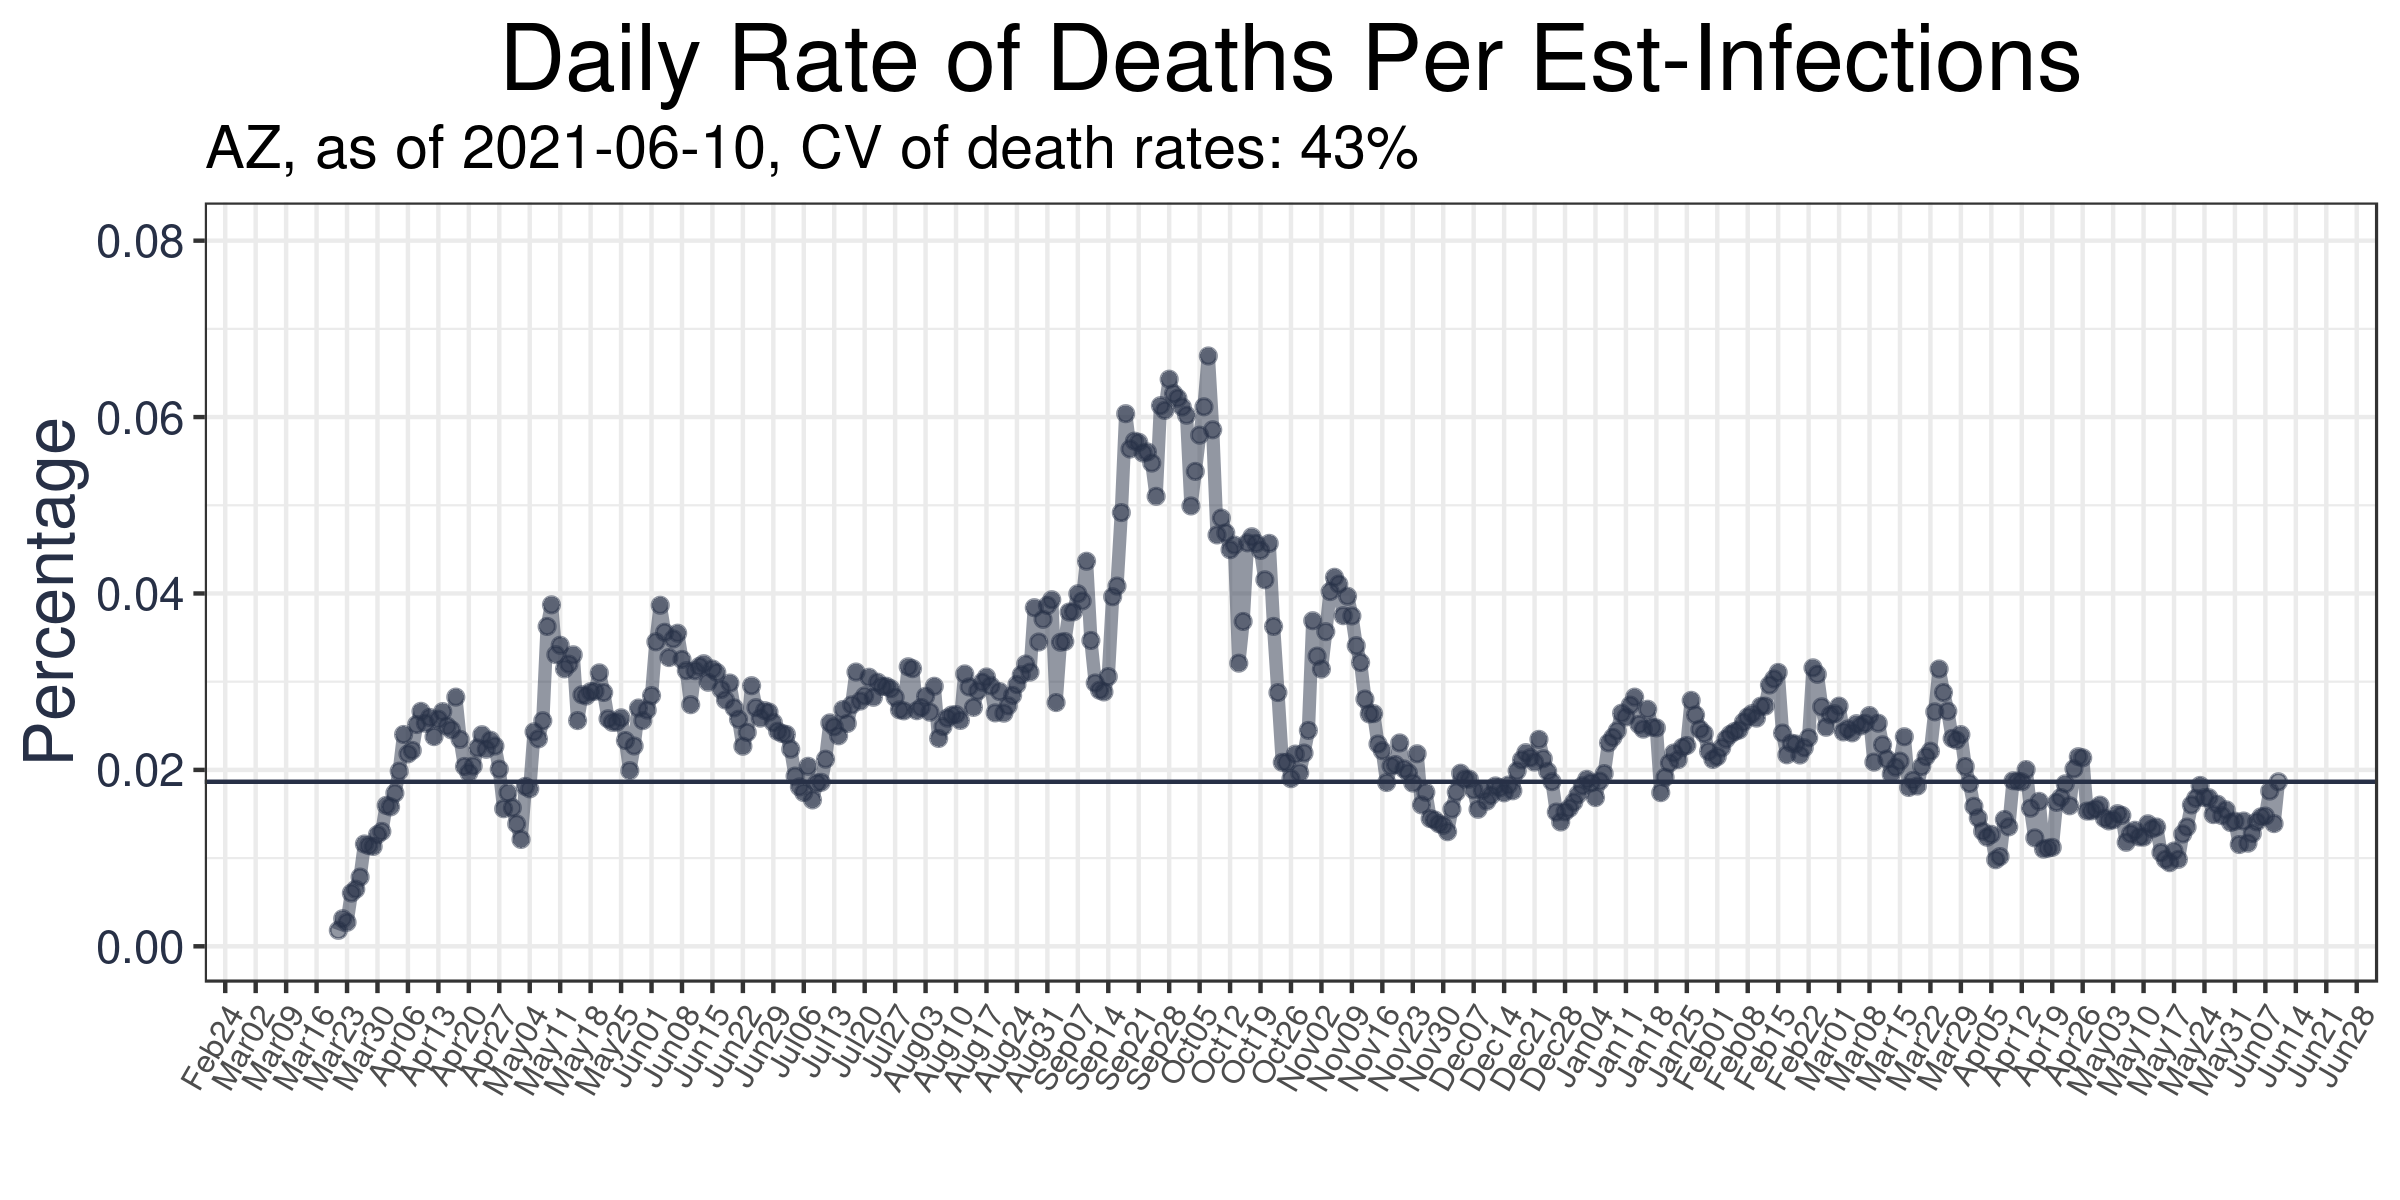 Daily Rate of Deaths Per Est-Infections
AZ, as of 2021-06-10, CV of death rates: 43%
Percentage
0.08
0.06
0.04
0.02
0.00
Feb24 Mar02 Mar09 Mar16 Mar23 Mar30 Apr06 Apr13 Apr20 Apr27 May04 May11 May18 May25 Jun01 Jun08 Jun15 Jun22 Jun29 Jul06 Jul13 Jul20 Jul27 Aug03 Aug10 Aug17 Aug24 Aug31 Sep07 Sep14 Sep21 Sep28 Oct05 Oct12 Oct19 Oct26 Nov02 Nov09 Nov16 Nov23 Nov30 Dec07 Dec14 Dec21 Dec28 Jan04 Jan11 Jan18 Jan25 Feb01 Feb08 Feb15 Feb22 Mar01 Mar08 Mar15 Mar22 Mar29 Apr05 Apr12 Apr19 Apr26 May03 May10 May17 May24 May31 Jun07 Jun14 Jun21 Jun28